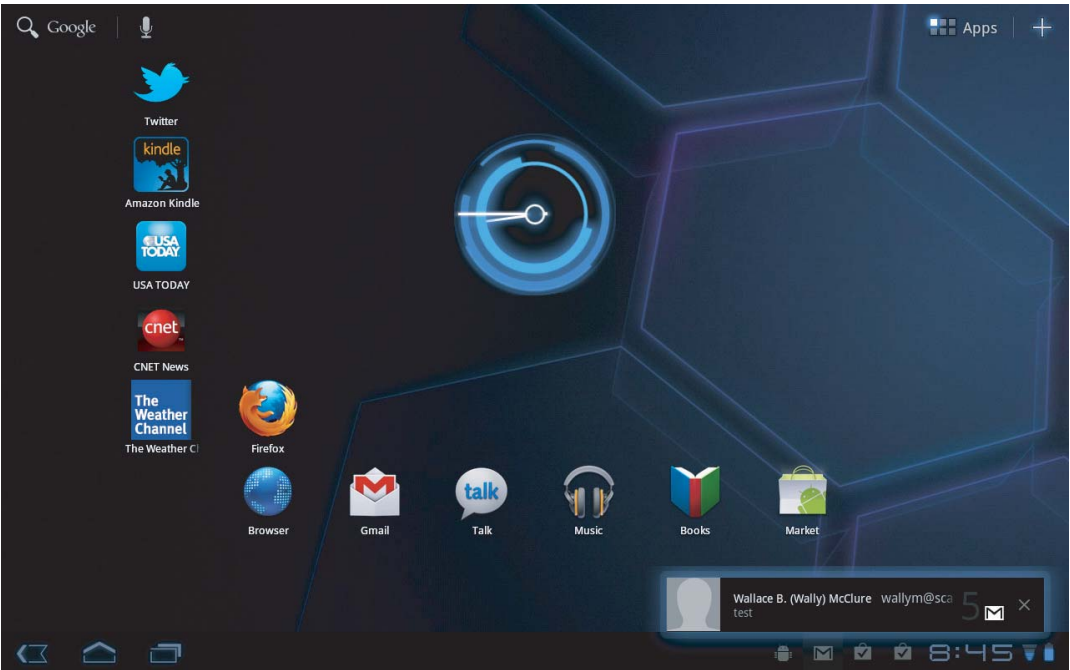 Google
Apps
Twitter
kindle
Amazon Kindle
USA
TODAY
USA TODAY
cnet
CNET News
The
Weather
Channel
The Weather Cl
Firefox
Browser
Gmail
talk
Talk
Music
Books
Market
Wallace B. (Wally) McClure wallym@sca
test
5
8:45